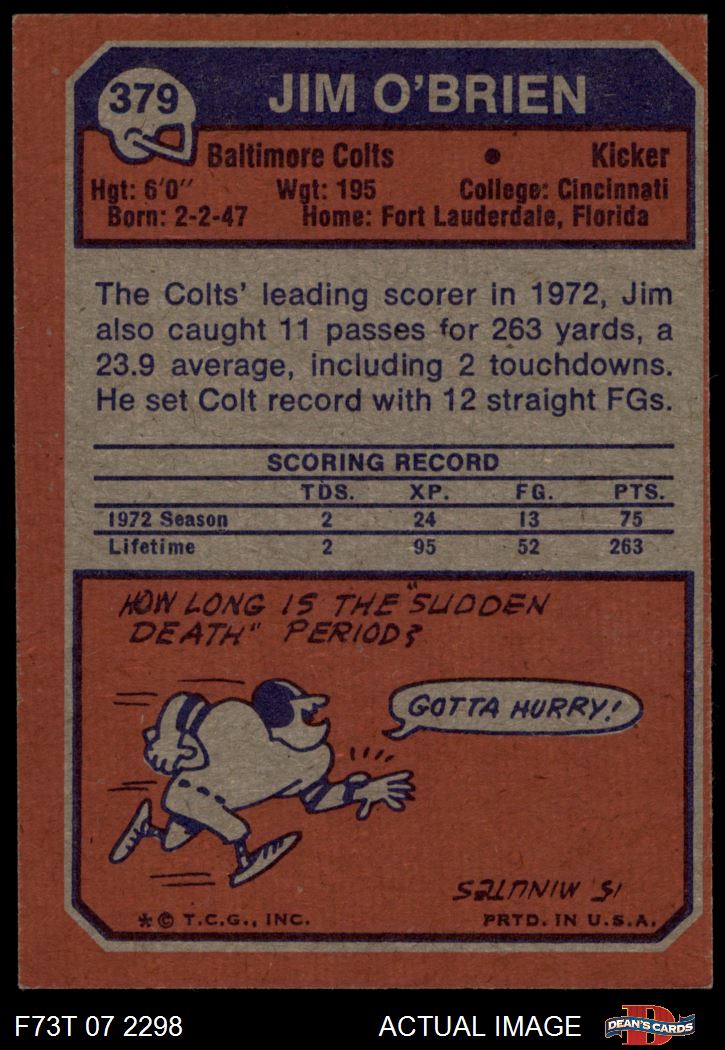 379
JIM O'BRIEN
Baltimore Colts • Kicker
Hgt: 6'0" Wgt: 195 College: Cincinnati
Born: 2-2-47 Home: Fort Lauderdale, Florida
The Colts' leading scorer in 1972, Jim
also caught 11 passes for 263 yards, a
23.9 average, including 2 touchdowns.
He set Colt record with 12 straight FGs.
SCORING RECORD
TDS. XP. FG. PTS.
1972 Season 2 24 13 75
Lifetime 2 95 52 263
HOW LONG IS THE "SUDDEN
DEATH" PERIOD?
GOTTA HURRY!
15 MINUTES
* © T.C.G., INC. PRTD. IN U.S.A.
F73T 07 2298 ACTUAL IMAGE DEAN'S CARDS